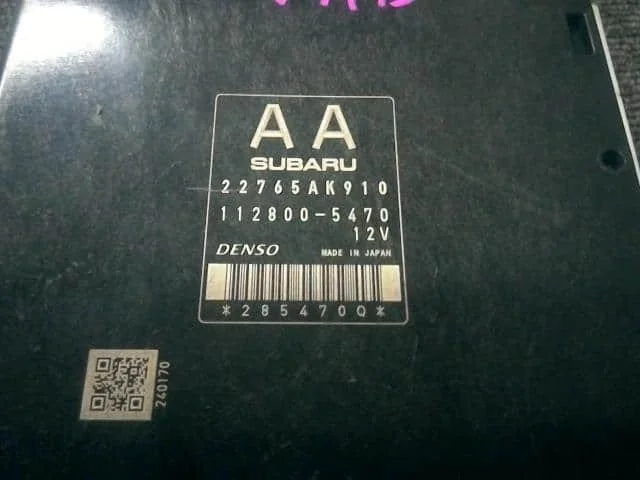 AA
SUBARU
22765AK910
112800-5470
12V
DENSO MADE IN JAPAN
*285470Q*
240170